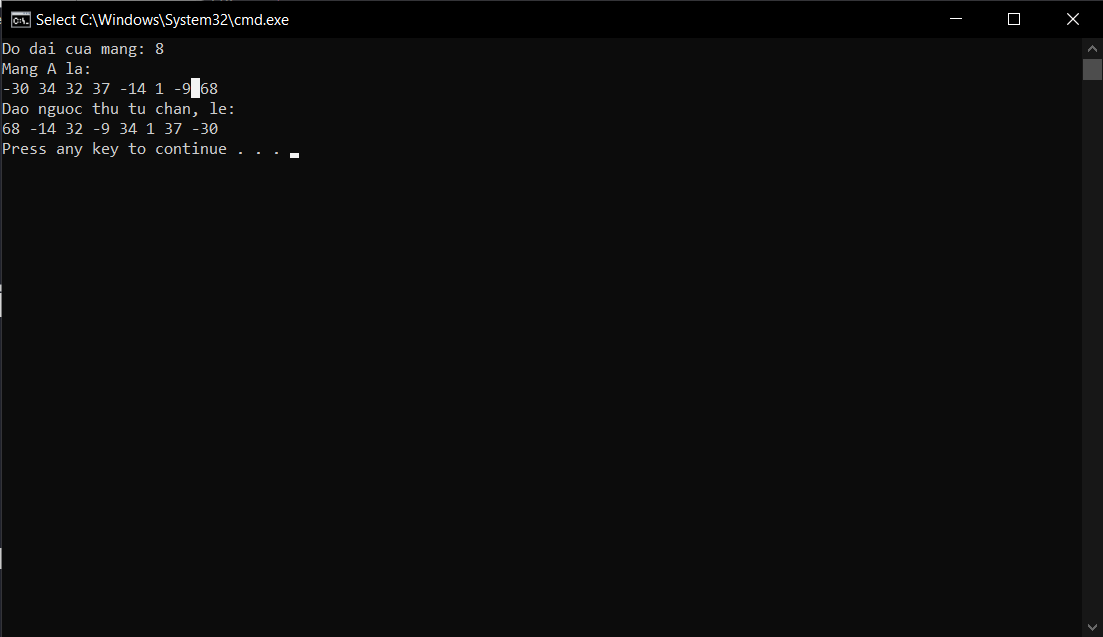 Select C:\Windows\System32\cmd.exe
Do dai cua mang: 8
Mang A la:
-30 34 32 37 -14 1 -9 68
Dao nguoc thu tu chan, le:
68 -14 32 -9 34 1 37 -30
Press any key to continue . . .